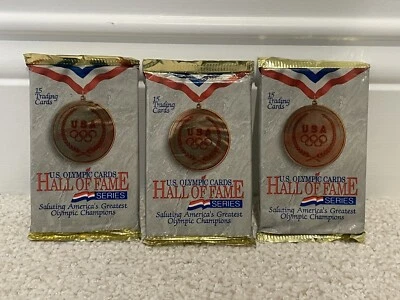 15
Trading
Cards
USA
U.S. OLYMPIC CARDS
HALL OF FAME
SERIES
Saluting America's Greatest
Olympic Champions
15
Trading
Cards
USA
U.S. OLYMPIC CARDS
HALL OF FAME
SERIES
Saluting America's Greatest
Olympic Champions
15
Trading
Cards
USA
U.S. OLYMPIC CARDS
HALL OF FAME
SERIES
Saluting America's Greatest
Olympic Champions